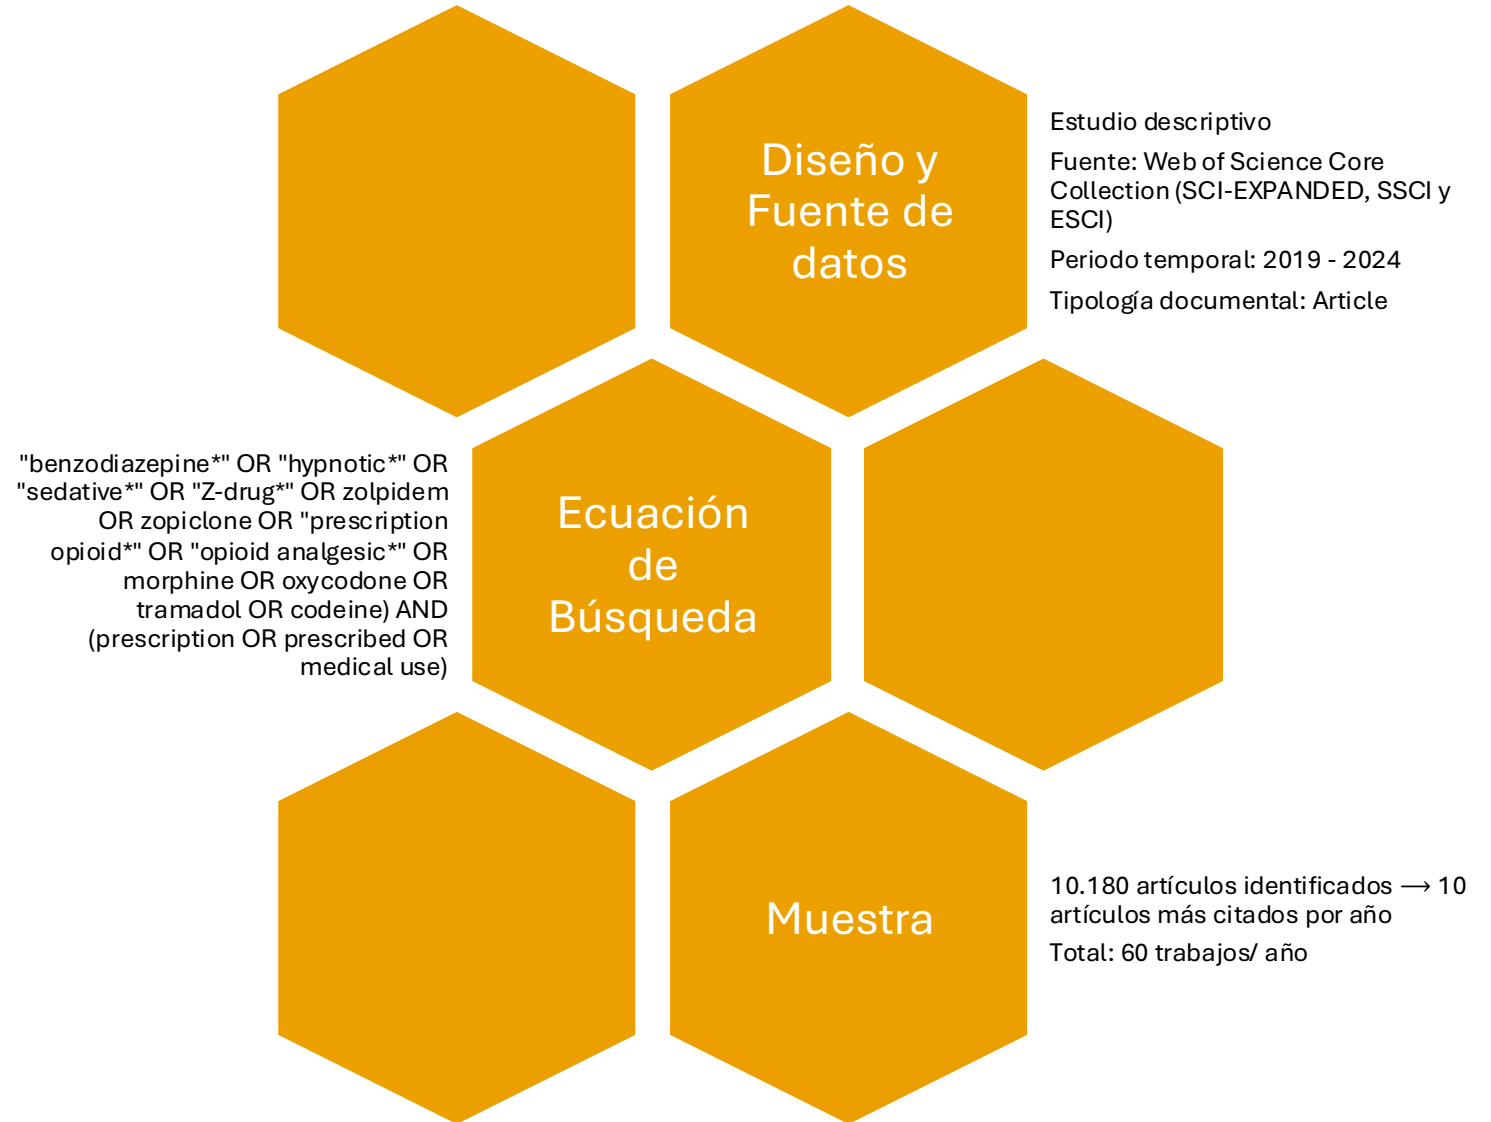 Diseño y
Fuente de
datos
Estudio descriptivo
Fuente: Web of Science Core
Collection (SCI-EXPANDED, SSCI y
ESCI)
Periodo temporal: 2019 - 2024
Tipología documental: Article
"benzodiazepine*" OR "hypnotic*" OR
"sedative*" OR "Z-drug*" OR zolpidem
OR zopiclone OR "prescription
opioid*" OR "opioid analgesic*" OR
morphine OR oxycodone OR
tramadol OR codeine) AND
(prescription OR prescribed OR
medical use)
Ecuación
de
Búsqueda
Muestra
10.180 artículos identificados ⟶ 10
artículos más citados por año
Total: 60 trabajos/ año